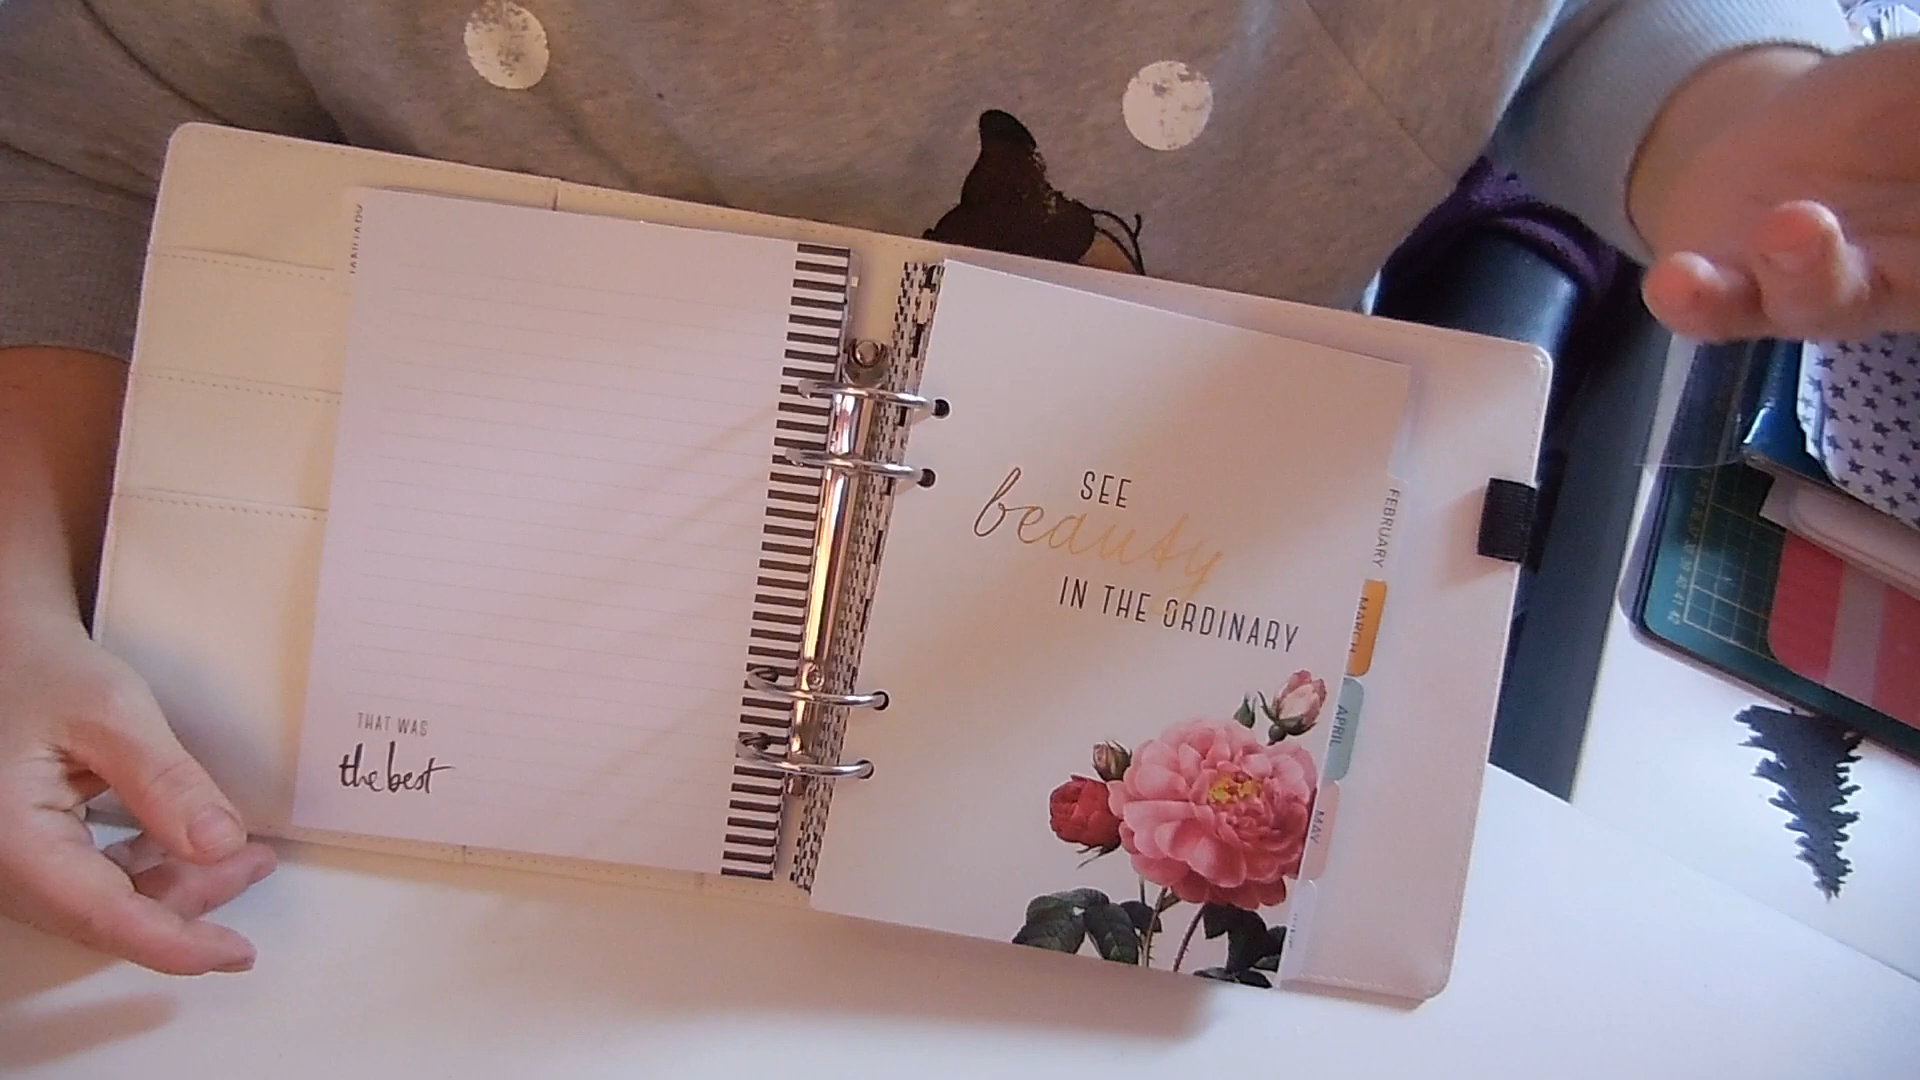 THAT WAS
the best
SEE
beauty
IN THE ORDINARY
FEBRUARY
MARCH
APRIL
MAY